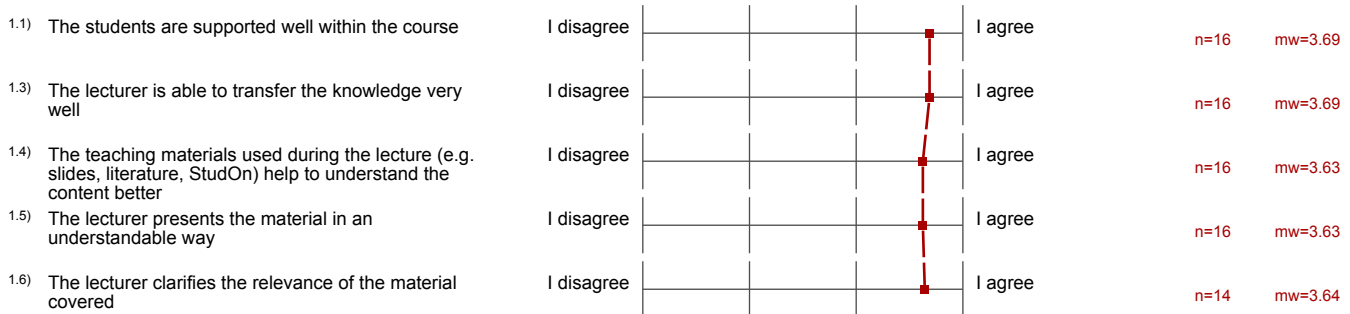 1.1) The students are supported well within the course I disagree I agree n=16 mw=3.69
1.3) The lecturer is able to transfer the knowledge very
well I disagree I agree n=16 mw=3.69
1.4) The teaching materials used during the lecture (e.g.
slides, literature, StudOn) help to understand the
content better I disagree I agree n=16 mw=3.63
1.5) The lecturer presents the material in an
understandable way I disagree I agree n=16 mw=3.63
1.6) The lecturer clarifies the relevance of the material
covered I disagree I agree n=14 mw=3.64